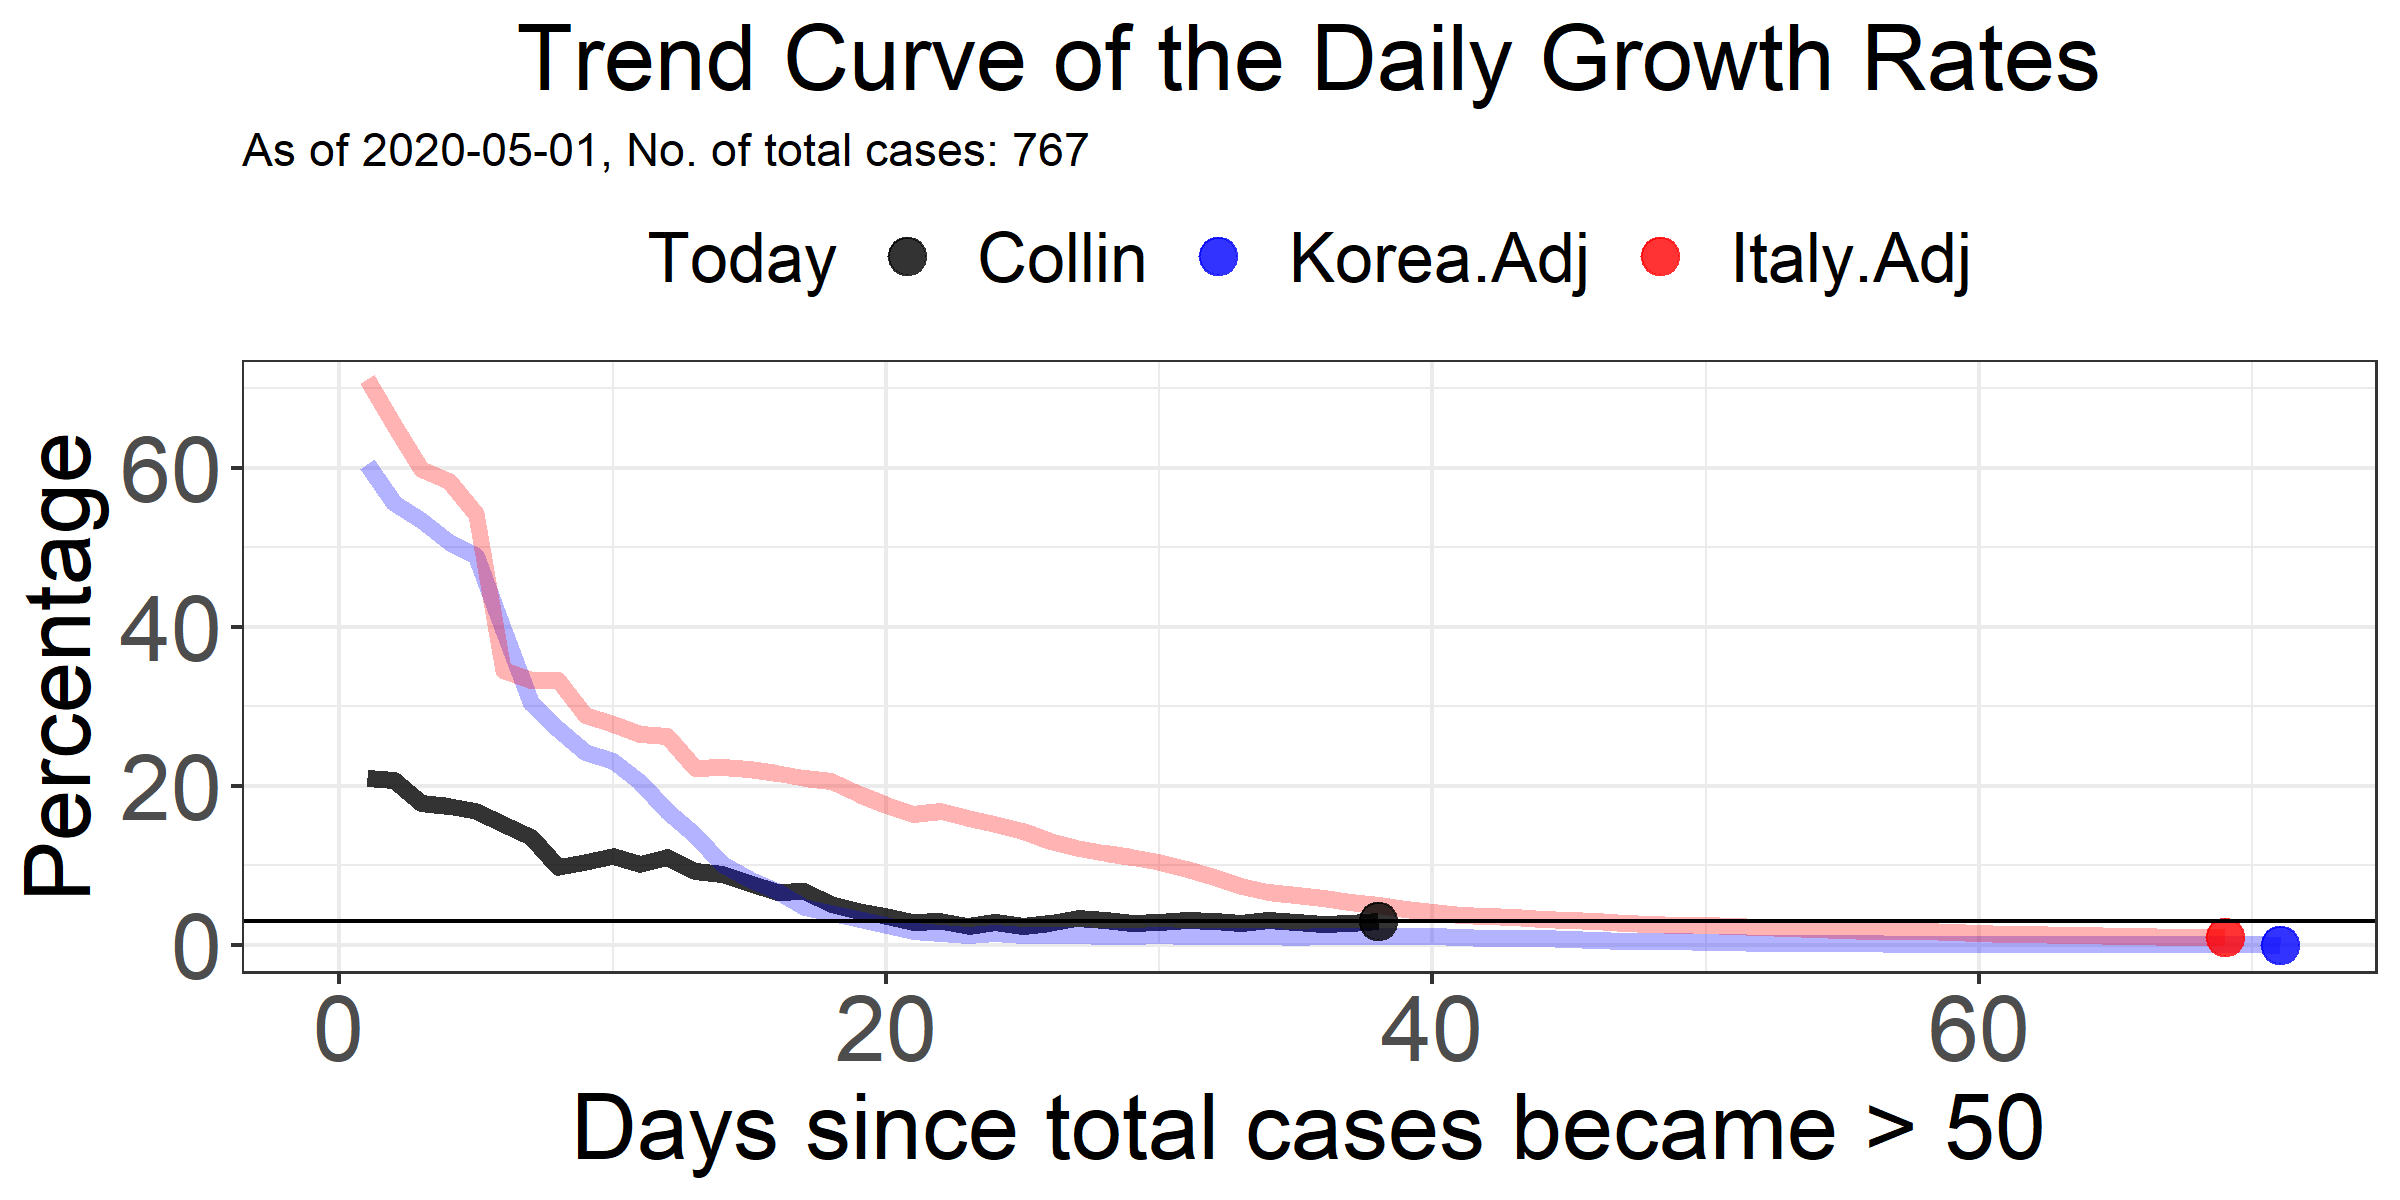 Trend Curve of the Daily Growth Rates
As of 2020-05-01, No. of total cases: 767
Today Collin Korea.Adj Italy.Adj
Percentage
60
40
20
0
0 20 40 60
Days since total cases became > 50